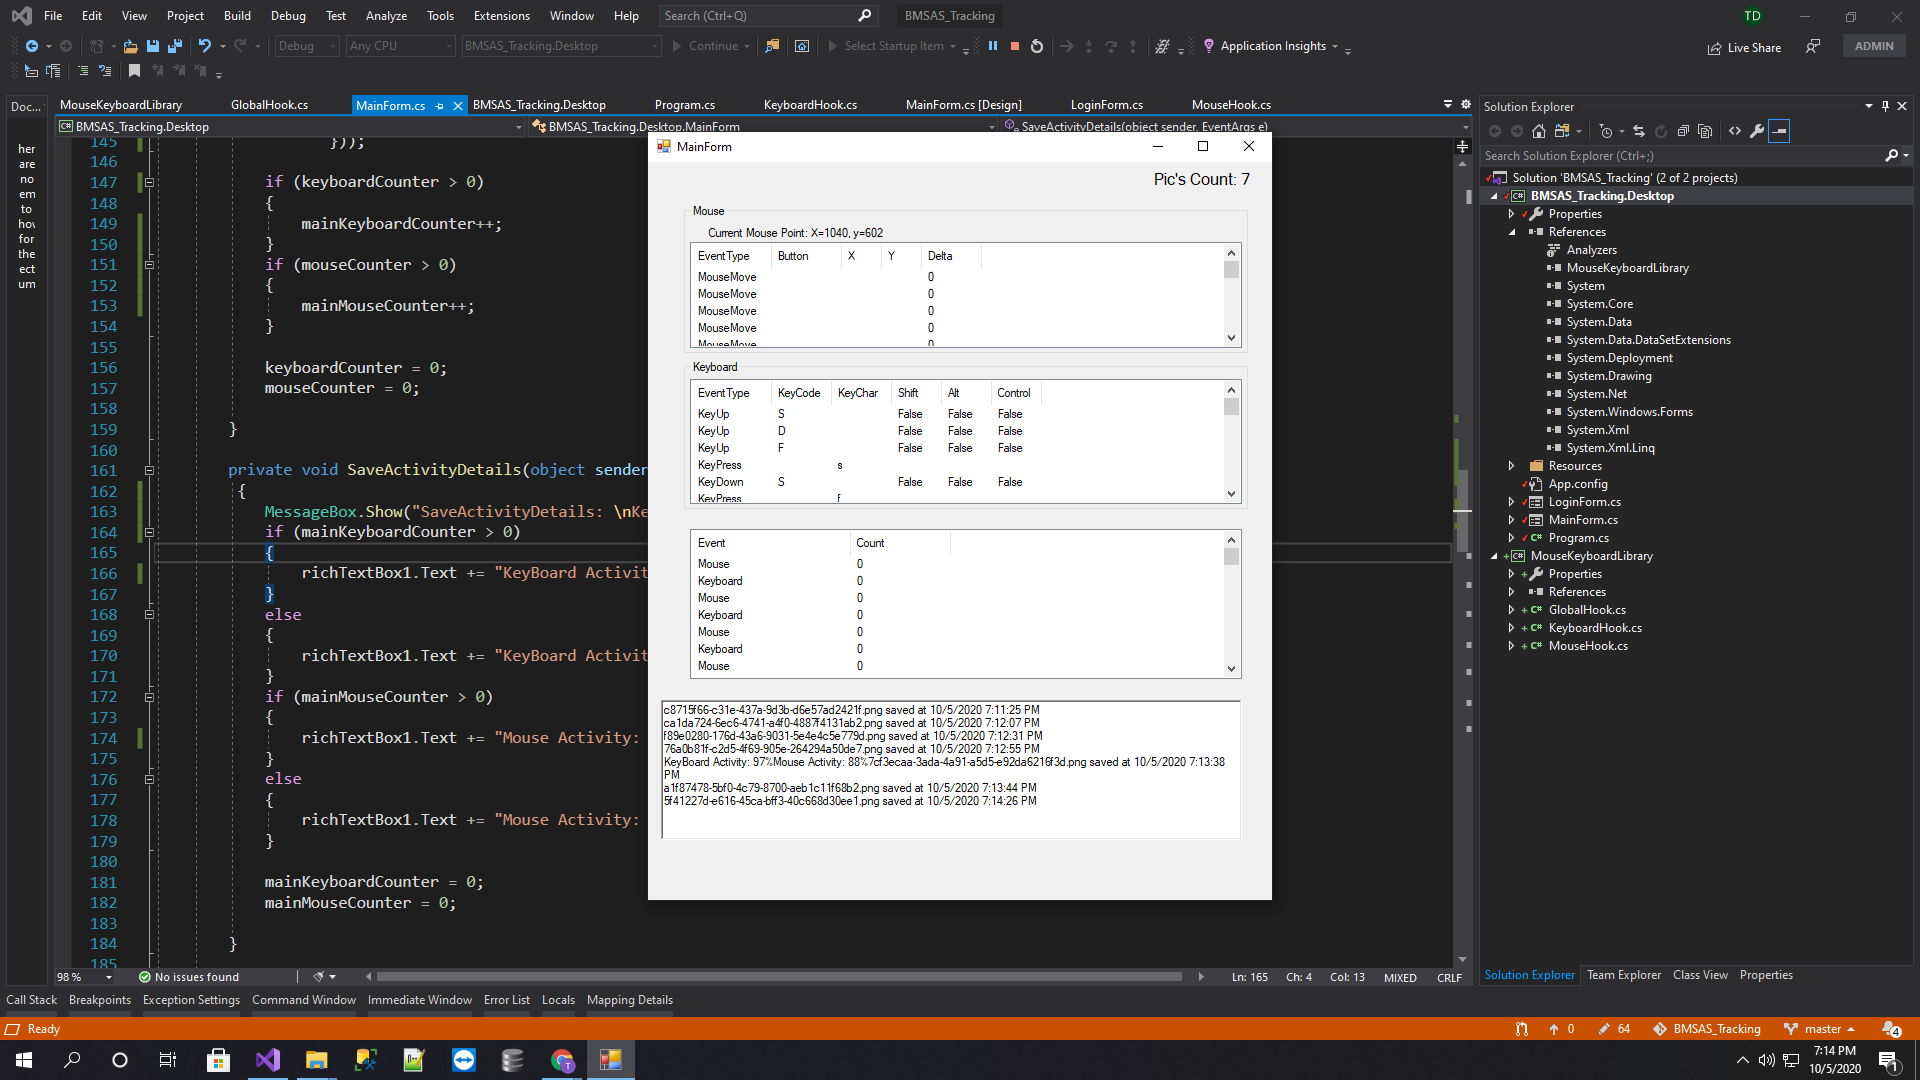 File Edit View Project Build Debug Test Analyze Tools Extensions Window Help Search (Ctrl+Q) BMSAS_Tracking TD
Debug Any CPU BMSAS_Tracking.Desktop Continue Select Startup Item Application Insights Live Share ADMIN
Doc...
MouseKeyboardLibrary GlobalHook.cs MainForm.cs BMSAS_Tracking.Desktop Program.cs KeyboardHook.cs MainForm.cs [Design] LoginForm.cs MouseHook.cs
BMSAS_Tracking.Desktop BMSAS_Tracking.Desktop.MainForm SaveActivityDetails(object sender, EventArgs e)
her
are
no
em
to
hov
for
the
ect
um
145 }));
146
147 if (keyboardCounter > 0)
148 {
149 mainKeyboardCounter++;
150 }
151 if (mouseCounter > 0)
152 {
153 mainMouseCounter++;
154 }
155
156 keyboardCounter = 0;
157 mouseCounter = 0;
158
159 }
160
161 private void SaveActivityDetails(object sender
162 {
163 MessageBox.Show("SaveActivityDetails: \nKe
164 if (mainKeyboardCounter > 0)
165 {
166 richTextBox1.Text += "KeyBoard Activit
167 }
168 else
169 {
170 richTextBox1.Text += "KeyBoard Activit
171 }
172 if (mainMouseCounter > 0)
173 {
174 richTextBox1.Text += "Mouse Activity:
175 }
176 else
177 {
178 richTextBox1.Text += "Mouse Activity:
179 }
180
181 mainKeyboardCounter = 0;
182 mainMouseCounter = 0;
183
184 }
185
MainForm
Pic's Count: 7
Mouse
Current Mouse Point: X=1040, y=602
EventType Button X Y Delta
MouseMove 0
MouseMove 0
MouseMove 0
MouseMove 0
MouseMove 0
Keyboard
EventType KeyCode KeyChar Shift Alt Control
KeyUp S False False False
KeyUp D False False False
KeyUp F False False False
KeyPress s
KeyDown S False False False
KeyPress f
Event Count
Mouse 0
Keyboard 0
Mouse 0
Keyboard 0
Mouse 0
Keyboard 0
Mouse 0
c8715f66-c31e-437a-9d3b-d6e57ad2421f.png saved at 10/5/2020 7:11:25 PM
ca1da724-6ec6-4741-a4f0-4887f4131ab2.png saved at 10/5/2020 7:12:07 PM
f89e0280-176d-43a6-9031-5e4e4c5e779d.png saved at 10/5/2020 7:12:31 PM
76a0b81f-c2d5-4f69-905e-264294a50de7.png saved at 10/5/2020 7:12:55 PM
KeyBoard Activity: 97%Mouse Activity: 88%7cf3ecaa-3ada-4a91-a5d5-e92da6216f3d.png saved at 10/5/2020 7:13:38
PM
a1f87478-5bf0-4c79-8700-aeb1c11f68b2.png saved at 10/5/2020 7:13:44 PM
5f41227d-e616-45ca-bff3-40c668d30ee1.png saved at 10/5/2020 7:14:26 PM
Solution Explorer
Search Solution Explorer (Ctrl+;)
Solution 'BMSAS_Tracking' (2 of 2 projects)
BMSAS_Tracking.Desktop
Properties
References
Analyzers
MouseKeyboardLibrary
System
System.Core
System.Data
System.Data.DataSetExtensions
System.Deployment
System.Drawing
System.Net
System.Windows.Forms
System.Xml
System.Xml.Linq
Resources
App.config
LoginForm.cs
MainForm.cs
Program.cs
MouseKeyboardLibrary
Properties
References
GlobalHook.cs
KeyboardHook.cs
MouseHook.cs
Solution Explorer Team Explorer Class View Properties
98 % No issues found Ln: 165 Ch: 4 Col: 13 MIXED CRLF
Call Stack Breakpoints Exception Settings Command Window Immediate Window Error List Locals Mapping Details
Ready 0 64 BMSAS_Tracking master 4
7:14 PM
10/5/2020
1